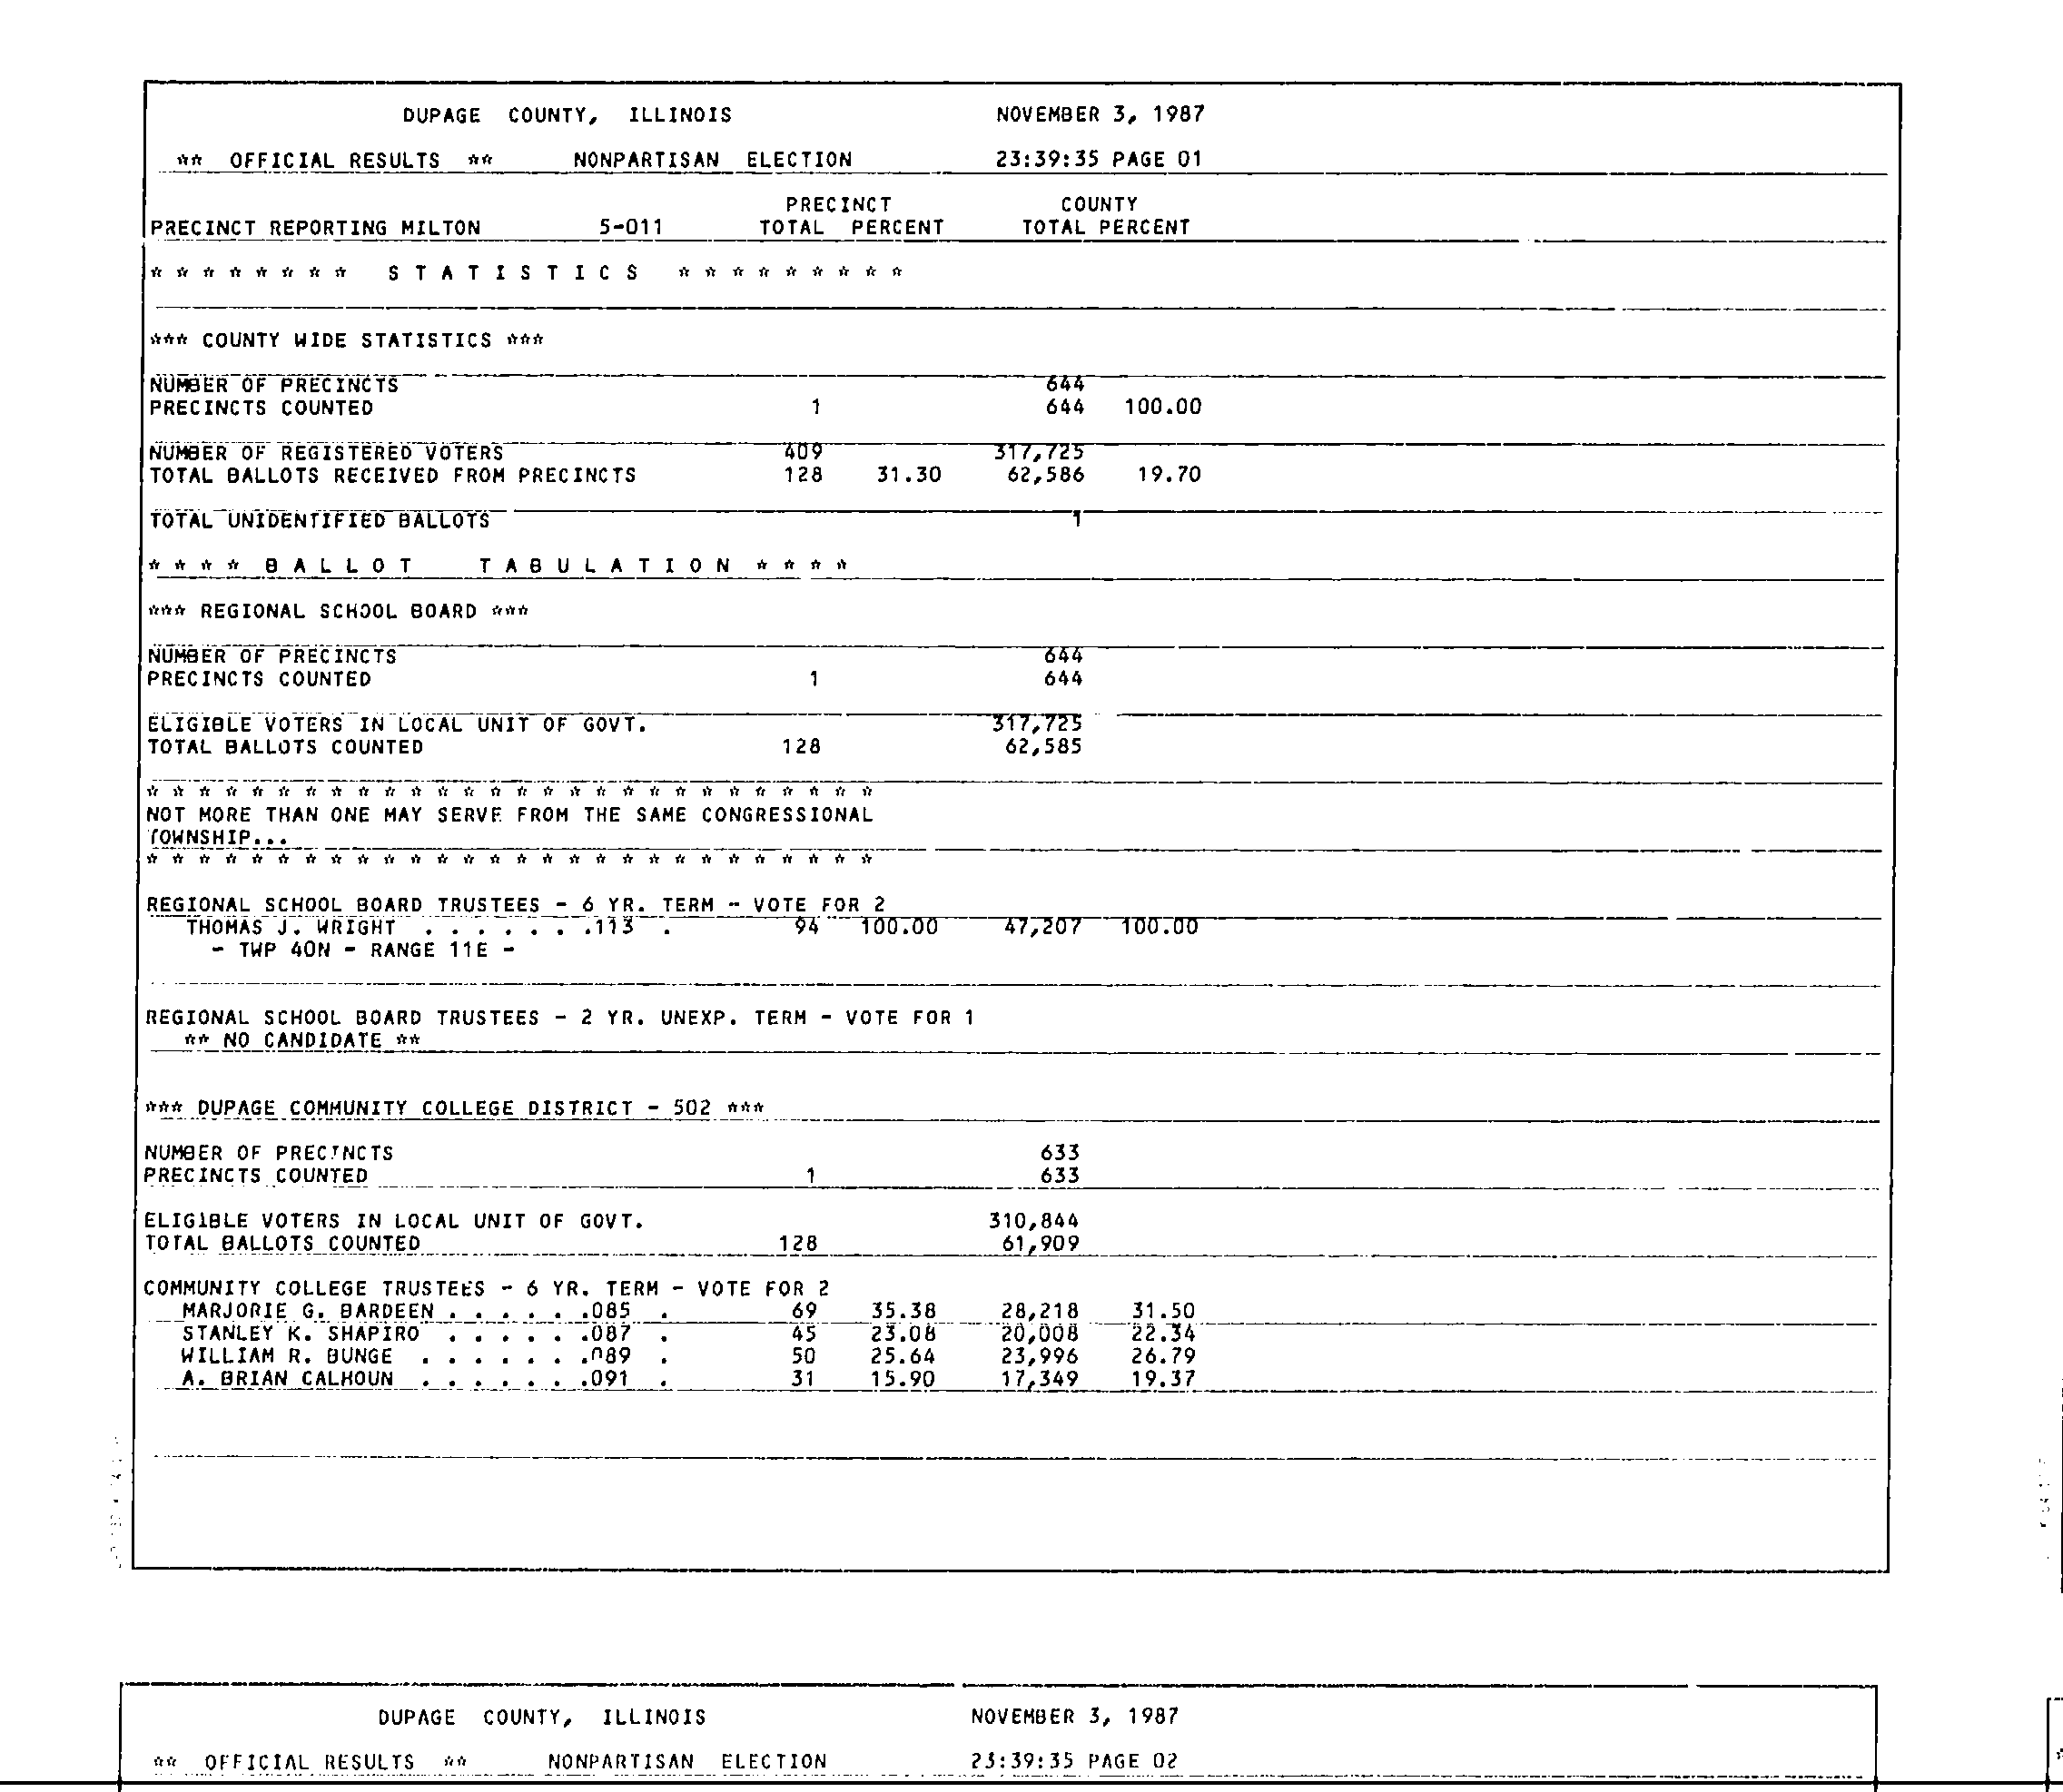 DUPAGE COUNTY, ILLINOIS NOVEMBER 3, 1987
** OFFICIAL RESULTS ** NONPARTISAN ELECTION 23:39:35 PAGE 01
PRECINCT COUNTY
PRECINCT REPORTING MILTON 5-011 TOTAL PERCENT TOTAL PERCENT
* * * * * * * * S T A T I S T I C S * * * * * * * * *
*** COUNTY WIDE STATISTICS ***
NUMBER OF PRECINCTS 644
PRECINCTS COUNTED 1 644 100.00
NUMBER OF REGISTERED VOTERS 409 317,725
TOTAL BALLOTS RECEIVED FROM PRECINCTS 128 31.30 62,586 19.70
TOTAL UNIDENTIFIED BALLOTS 1
* * * * B A L L O T T A B U L A T I O N * * * *
*** REGIONAL SCHOOL BOARD ***
NUMBER OF PRECINCTS 644
PRECINCTS COUNTED 1 644
ELIGIBLE VOTERS IN LOCAL UNIT OF GOVT. 317,725
TOTAL BALLOTS COUNTED 128 62,585
* * * * * * * * * * * * * * * * * * * * * * * * * * * *
NOT MORE THAN ONE MAY SERVE FROM THE SAME CONGRESSIONAL
TOWNSHIP...
* * * * * * * * * * * * * * * * * * * * * * * * * * * *
REGIONAL SCHOOL BOARD TRUSTEES - 6 YR. TERM - VOTE FOR 2
THOMAS J. WRIGHT . . . . . . .113 . 94 100.00 47,207 100.00
- TWP 40N - RANGE 11E -
REGIONAL SCHOOL BOARD TRUSTEES - 2 YR. UNEXP. TERM - VOTE FOR 1
** NO CANDIDATE **
*** DUPAGE COMMUNITY COLLEGE DISTRICT - 502 ***
NUMBER OF PRECINCTS 633
PRECINCTS COUNTED 1 633
ELIGIBLE VOTERS IN LOCAL UNIT OF GOVT. 310,844
TOTAL BALLOTS COUNTED 128 61,909
COMMUNITY COLLEGE TRUSTEES - 6 YR. TERM - VOTE FOR 2
MARJORIE G. BARDEEN . . . . . .085 . 69 35.38 28,218 31.50
STANLEY K. SHAPIRO . . . . . .087 . 45 23.08 20,008 22.34
WILLIAM R. BUNGE . . . . . . .089 . 50 25.64 23,996 26.79
A. BRIAN CALHOUN . . . . . . .091 . 31 15.90 17,349 19.37
DUPAGE COUNTY, ILLINOIS NOVEMBER 3, 1987
** OFFICIAL RESULTS ** NONPARTISAN ELECTION 23:39:35 PAGE 02